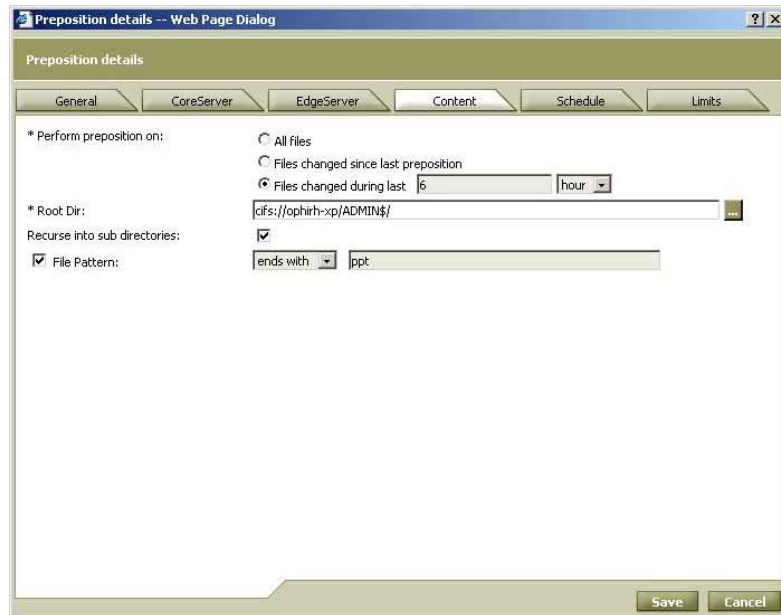 Preposition details -- Web Page Dialog
Preposition details
General CoreServer EdgeServer Content Schedule Limits
* Perform preposition on:
All files
Files changed since last preposition
Files changed during last 6 hour
* Root Dir: cifs://ophirh-xp/ADMIN$/ ...
Recurse into sub directories:
File Pattern: ends with ppt
Save Cancel